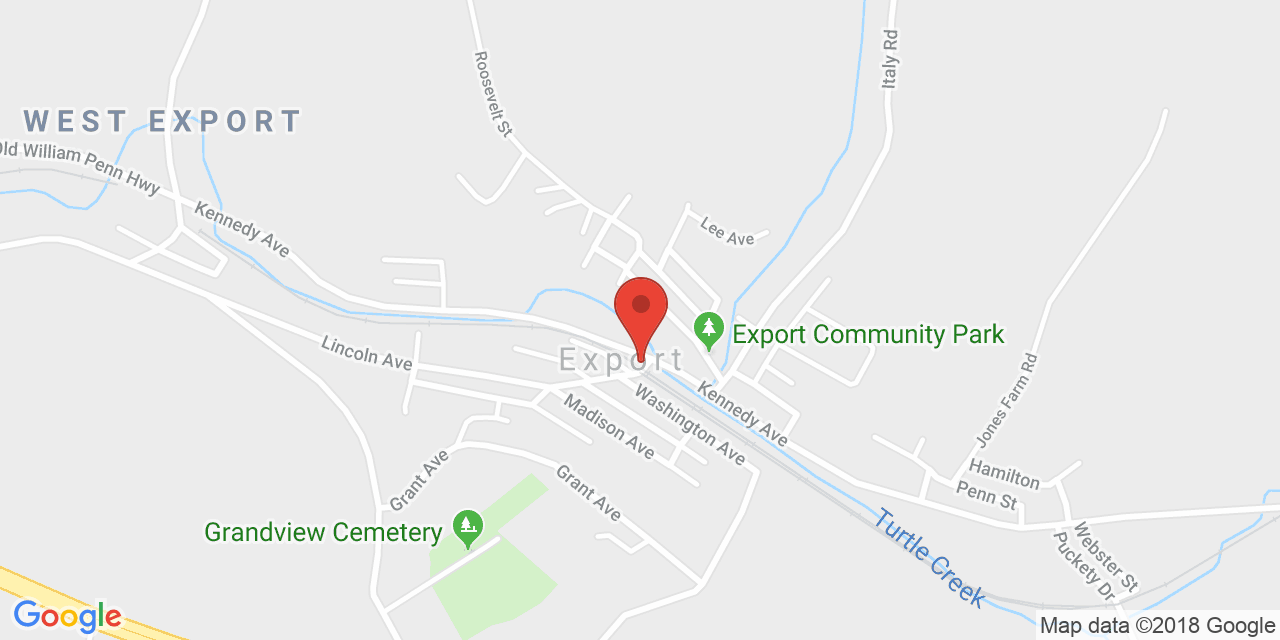 Roosevelt St
Italy Rd
WEST EXPORT
Old William Penn Hwy
Kennedy Ave
Lee Ave
Export Community Park
Export
Lincoln Ave
Jones Farm Rd
Kennedy Ave
Washington Ave
Madison Ave
Hamilton
Penn St
Grant Ave
Grant Ave
Grandview Cemetery
Turtle Creek
Webster St
Puckety Dr
Google
Map data ©2018 Google